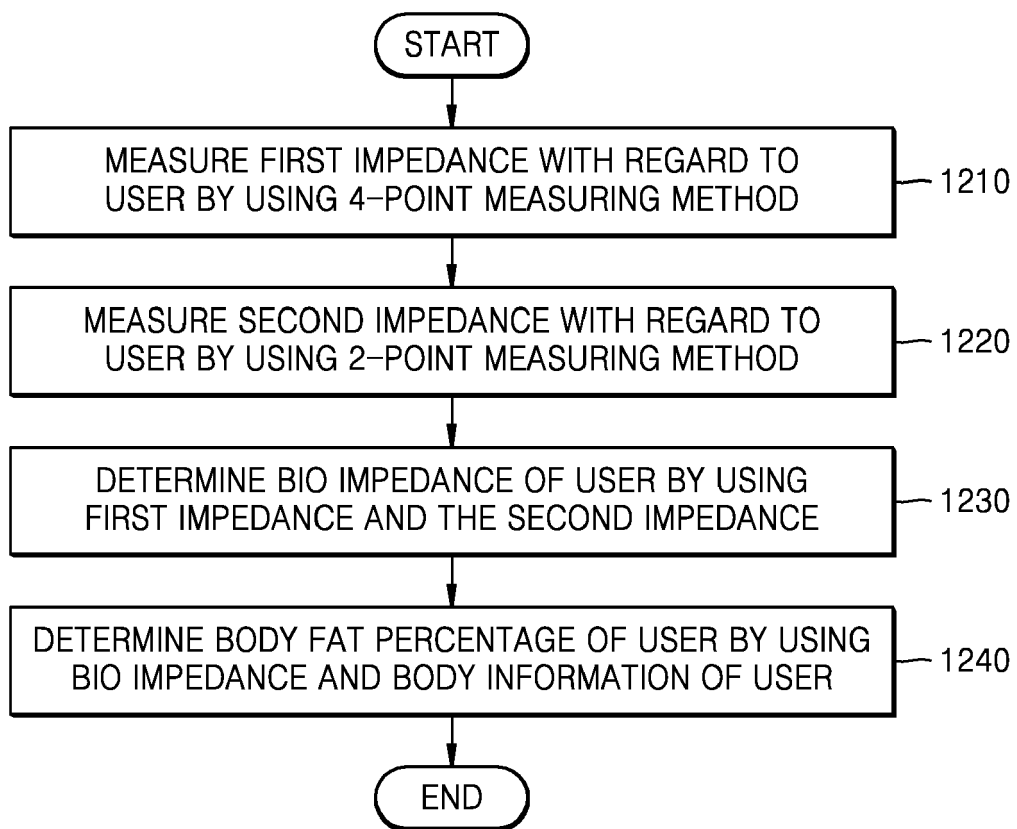 START
MEASURE FIRST IMPEDANCE WITH REGARD TO
USER BY USING 4-POINT MEASURING METHOD
1210
MEASURE SECOND IMPEDANCE WITH REGARD TO
USER BY USING 2-POINT MEASURING METHOD
1220
DETERMINE BIO IMPEDANCE OF USER BY USING
FIRST IMPEDANCE AND THE SECOND IMPEDANCE
1230
DETERMINE BODY FAT PERCENTAGE OF USER BY USING
BIO IMPEDANCE AND BODY INFORMATION OF USER
1240
END